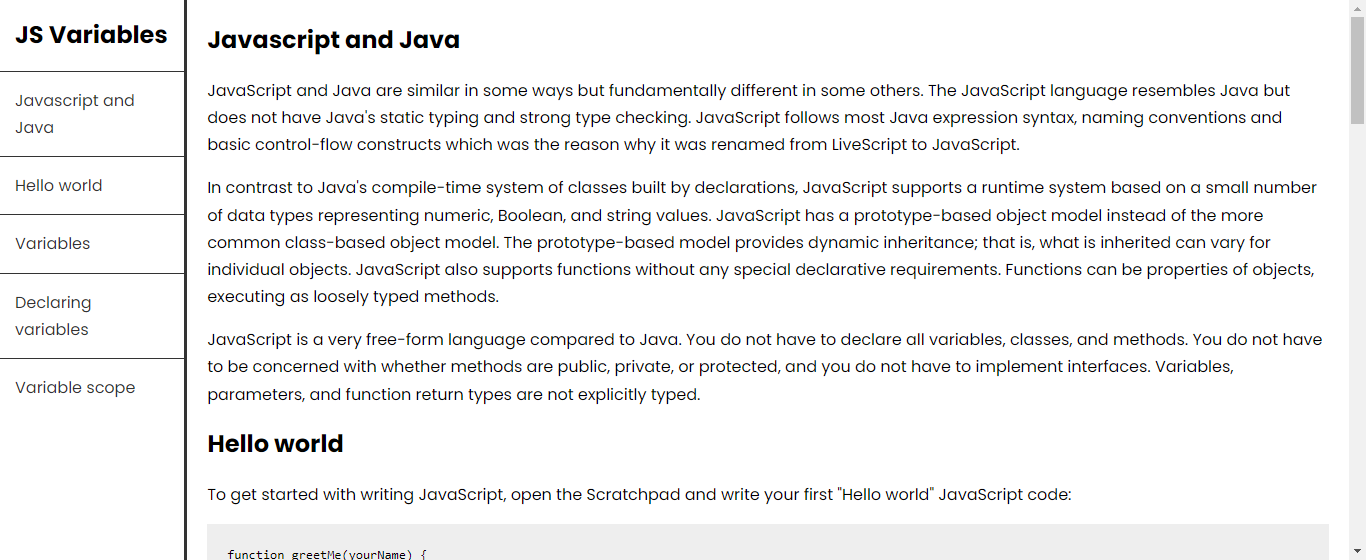 JS Variables
Javascript and
Java
Hello world
Variables
Declaring
variables
Variable scope
Javascript and Java
JavaScript and Java are similar in some ways but fundamentally different in some others. The JavaScript language resembles Java but
does not have Java's static typing and strong type checking. JavaScript follows most Java expression syntax, naming conventions and
basic control-flow constructs which was the reason why it was renamed from LiveScript to JavaScript.
In contrast to Java's compile-time system of classes built by declarations, JavaScript supports a runtime system based on a small number
of data types representing numeric, Boolean, and string values. JavaScript has a prototype-based object model instead of the more
common class-based object model. The prototype-based model provides dynamic inheritance; that is, what is inherited can vary for
individual objects. JavaScript also supports functions without any special declarative requirements. Functions can be properties of objects,
executing as loosely typed methods.
JavaScript is a very free-form language compared to Java. You do not have to declare all variables, classes, and methods. You do not have
to be concerned with whether methods are public, private, or protected, and you do not have to implement interfaces. Variables,
parameters, and function return types are not explicitly typed.
Hello world
To get started with writing JavaScript, open the Scratchpad and write your first "Hello world" JavaScript code:
function greetMe(yourName) {